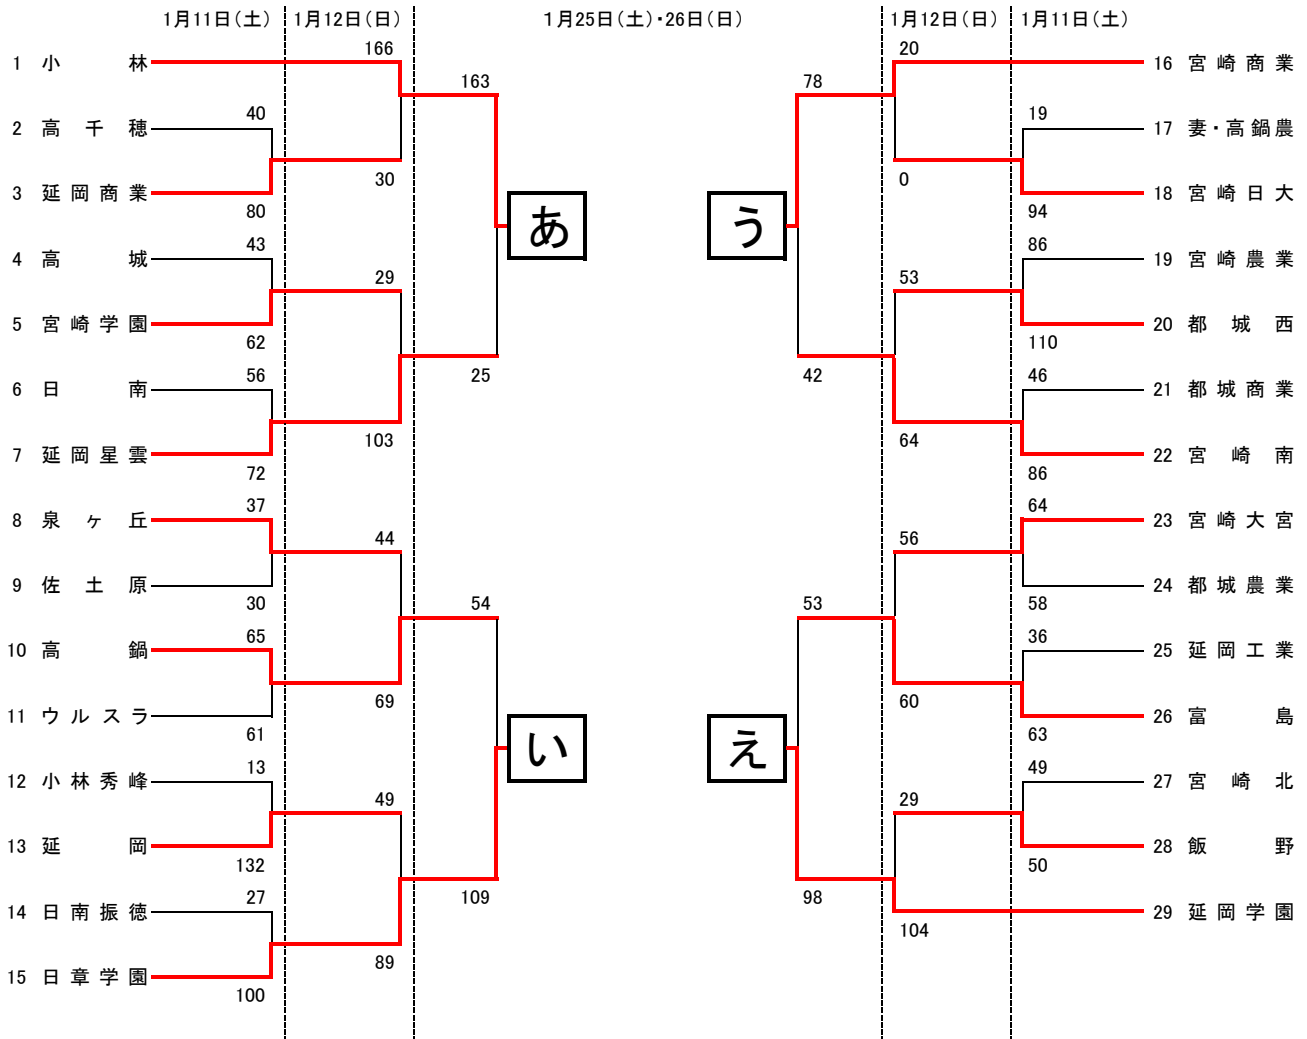 1月11日(土) 1月12日(日) 1月25日(土)・26日(日) 1月12日(日) 1月11日(土)
166 20
1 小林 16 宮崎商業
163 78
40 19
2 高千穂 17 妻・高鍋農
30 0
3 延岡商業 18 宮崎日大
80 94
あ う
43 86
4 高城 19 宮崎農業
29 53
5 宮崎学園 20 都城西
62 110
56 25 42 46
6 日南 21 都城商業
103 64
7 延岡星雲 22 宮崎南
72 86
37 64
8 泉ヶ丘 23 宮崎大宮
44 56
9 佐土原 24 都城農業
30 54 53 58
65 36
10 高鍋 25 延岡工業
69 60
11 ウルスラ 26 富島
61 63
い え
13 49
12 小林秀峰 27 宮崎北
49 29
13 延岡 28 飯野
132 50
27 109 98
14 日南振徳 29 延岡学園
104
89
15 日章学園
100